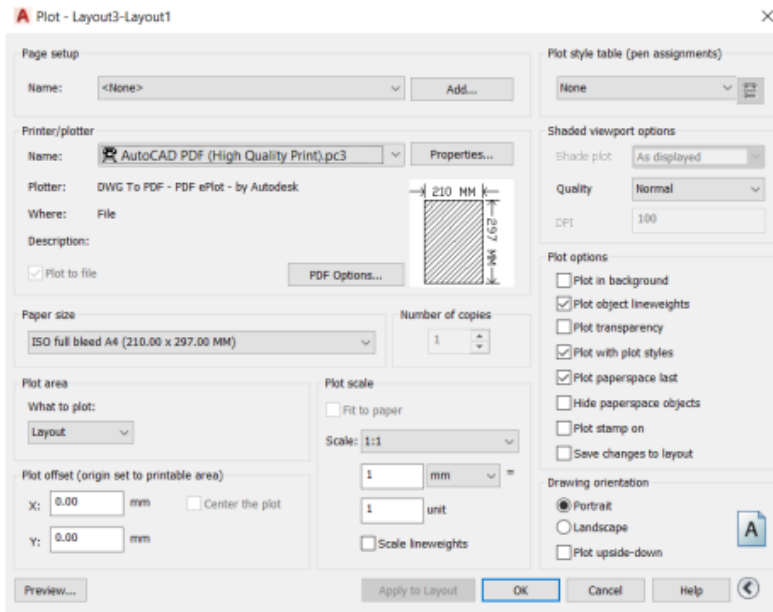 Plot - Layout3-Layout1
Page setup
Name: <None> Add...
Printer/plotter
Name: AutoCAD PDF (High Quality Print).pc3 Properties...
Plotter: DWG To PDF - PDF ePlot - by Autodesk
Where: File
Description:
Plot to file PDF Options...
210 MM
297 MM
Paper size
ISO full bleed A4 (210.00 x 297.00 MM)
Number of copies
1
Plot area
What to plot:
Layout
Plot scale
Fit to paper
Scale: 1:1
1 mm =
1 unit
Scale lineweights
Plot offset (origin set to printable area)
X: 0.00 mm Center the plot
Y: 0.00 mm
Plot style table (pen assignments)
None
Shaded viewport options
Shade plot As displayed
Quality Normal
DPI 100
Plot options
Plot in background
Plot object lineweights
Plot transparency
Plot with plot styles
Plot paperspace last
Hide paperspace objects
Plot stamp on
Save changes to layout
Drawing orientation
Portrait
Landscape
Plot upside-down
A
Preview... Apply to Layout OK Cancel Help